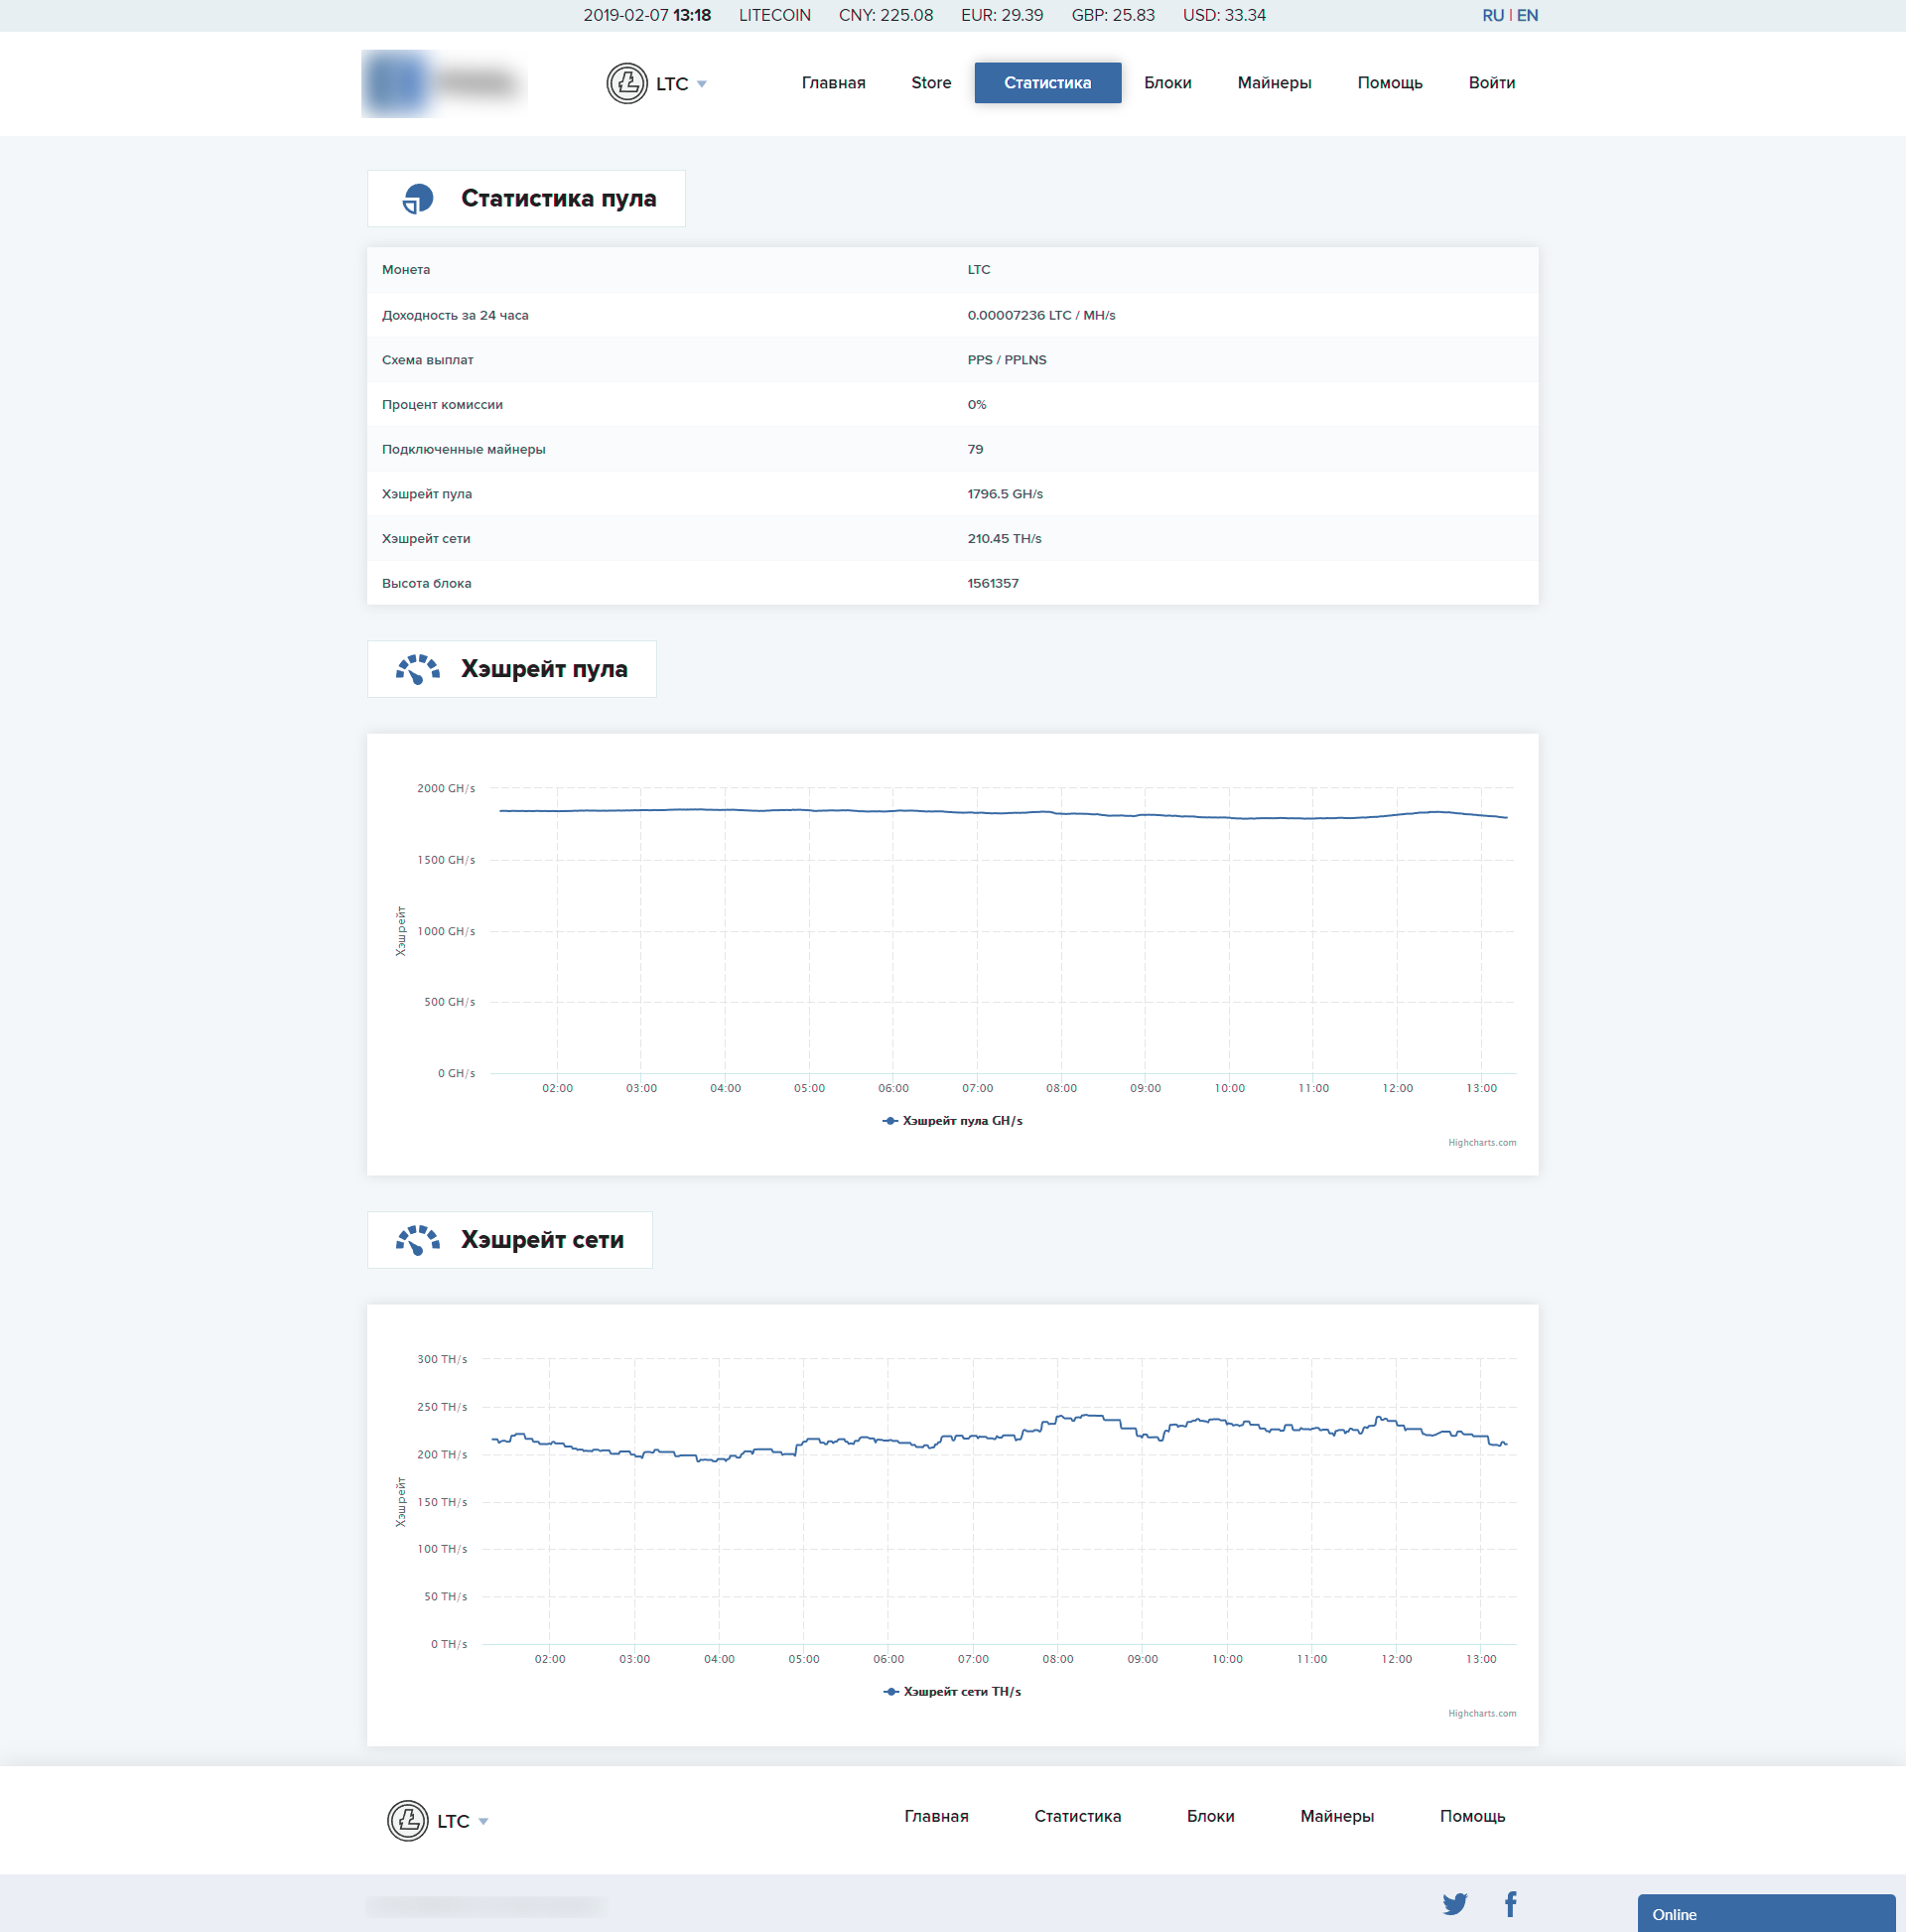 2019-02-07 13:18 LITECOIN CNY: 225.08 EUR: 29.39 GBP: 25.83 USD: 33.34 RU | EN
LTC Главная Store Статистика Блоки Майнеры Помощь Войти
Статистика пула
Монета LTC
Доходность за 24 часа 0.00007236 LTC / MH/s
Схема выплат PPS / PPLNS
Процент комиссии 0%
Подключенные майнеры 79
Хэшрейт пула 1796.5 GH/s
Хэшрейт сети 210.45 TH/s
Высота блока 1561357
Хэшрейт пула
2000 GH/s
1500 GH/s
1000 GH/s
500 GH/s
0 GH/s
Хэшрейт
02:00 03:00 04:00 05:00 06:00 07:00 08:00 09:00 10:00 11:00 12:00 13:00
Хэшрейт пула GH/s
Highcharts.com
Хэшрейт сети
300 TH/s
250 TH/s
200 TH/s
150 TH/s
100 TH/s
50 TH/s
0 TH/s
Хэшрейт
02:00 03:00 04:00 05:00 06:00 07:00 08:00 09:00 10:00 11:00 12:00 13:00
Хэшрейт сети TH/s
Highcharts.com
LTC Главная Статистика Блоки Майнеры Помощь
Online